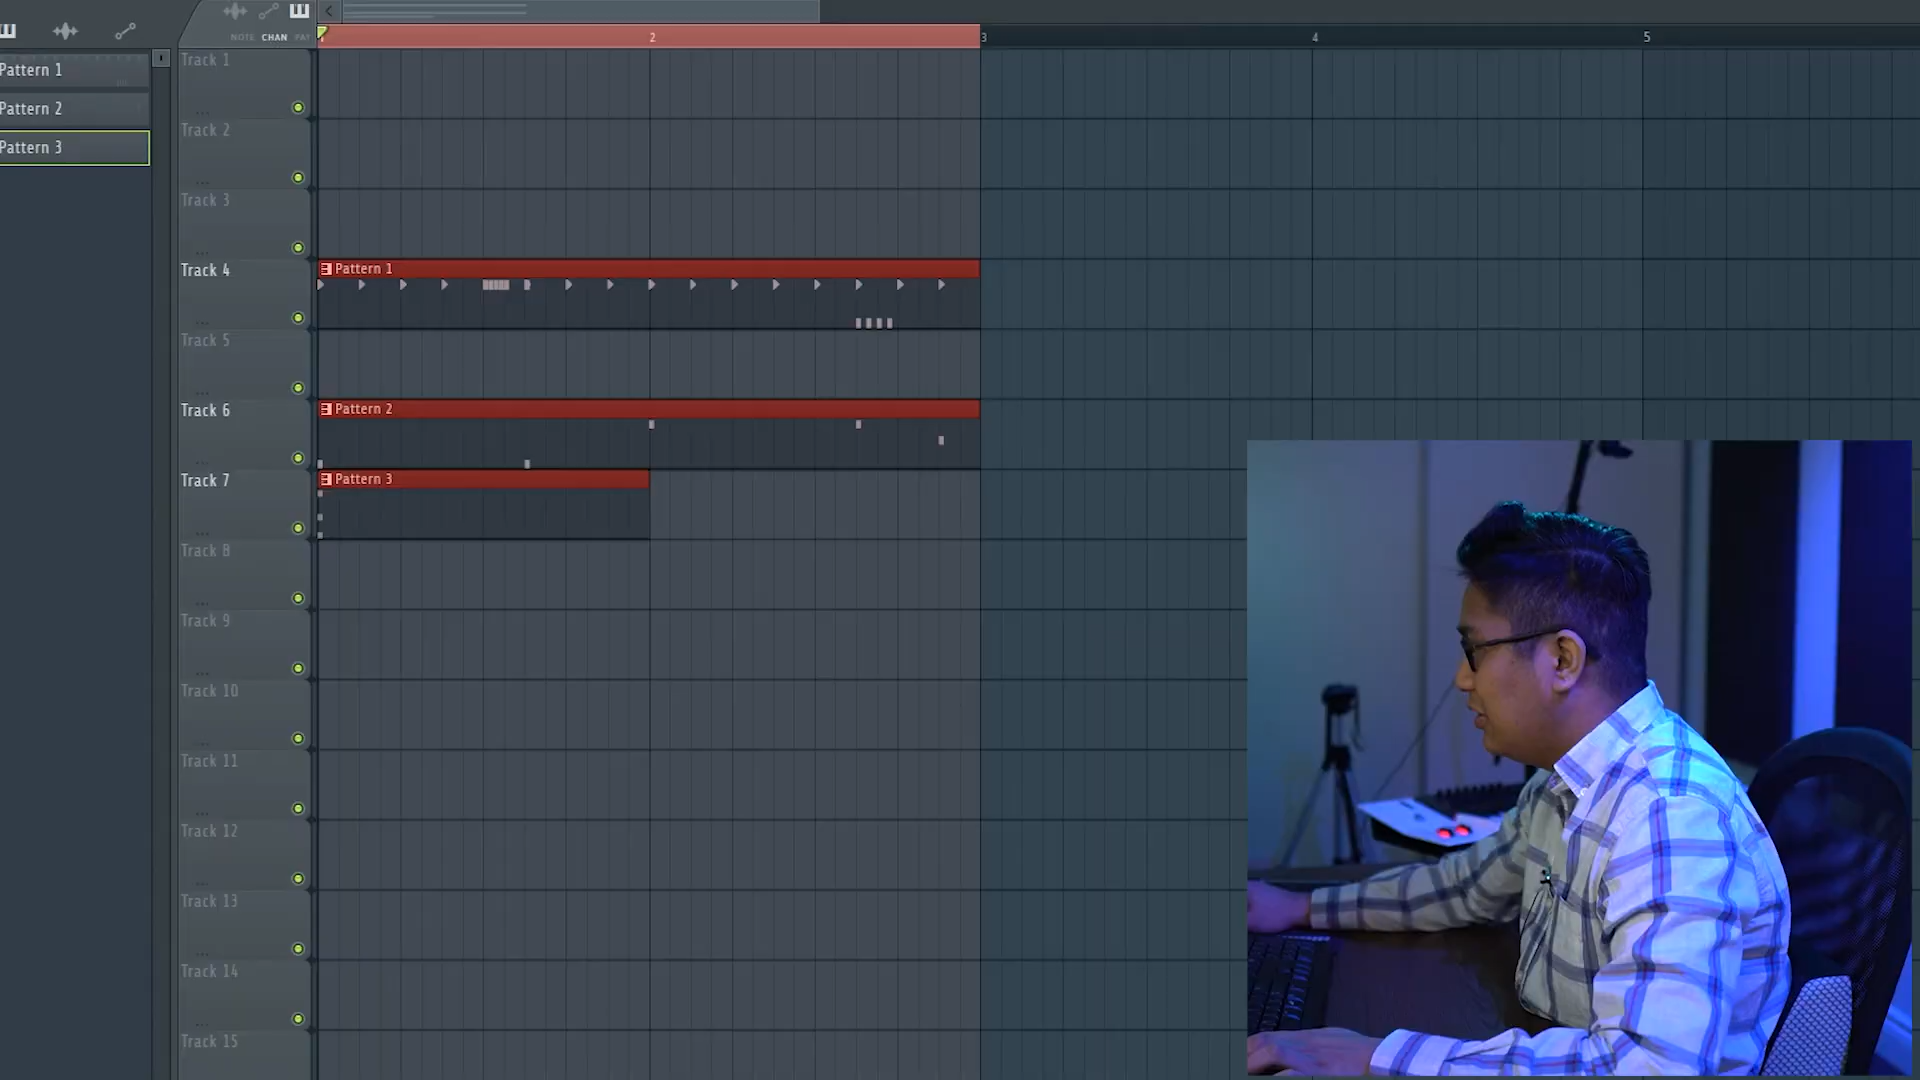 NOTE CHAN PA
2 3 4 5
Pattern 1
Pattern 2
Pattern 3
Track 1
Track 2
Track 3
Track 4
Pattern 1
Track 5
Track 6
Pattern 2
Track 7
Pattern 3
Track 8
Track 9
Track 10
Track 11
Track 12
Track 13
Track 14
Track 15